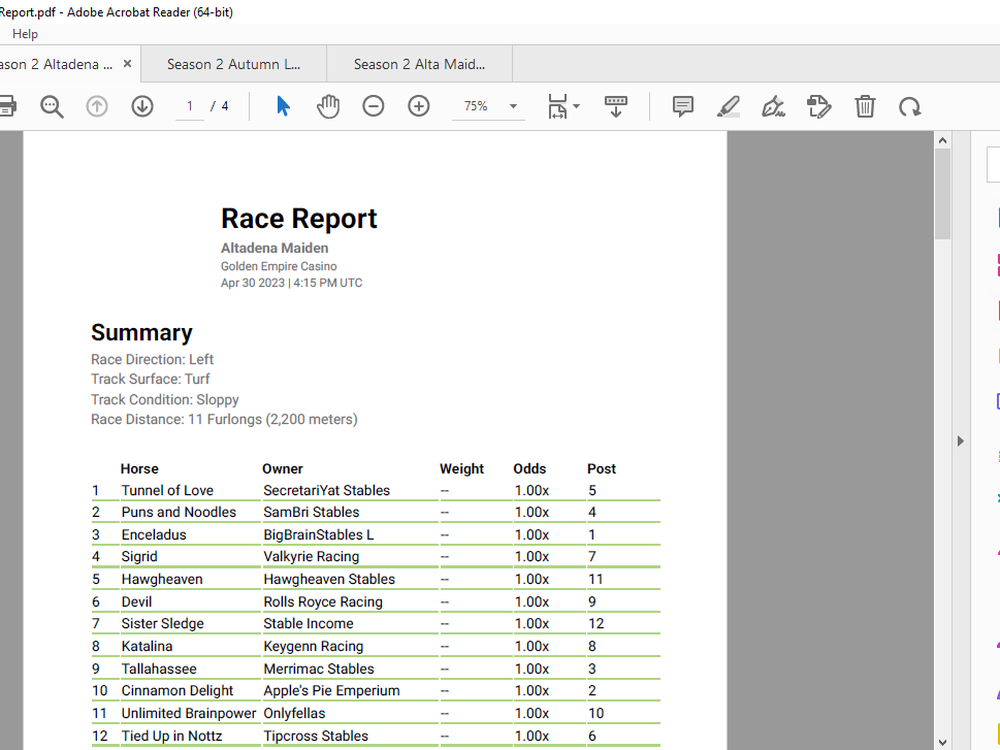 Report.pdf - Adobe Acrobat Reader (64-bit)
Help
ason 2 Altadena ... × Season 2 Autumn L... Season 2 Alta Maid...
1 / 4 75%
Race Report
Altadena Maiden
Golden Empire Casino
Apr 30 2023 | 4:15 PM UTC
Summary
Race Direction: Left
Track Surface: Turf
Track Condition: Sloppy
Race Distance: 11 Furlongs (2,200 meters)
Horse Owner Weight Odds Post
1 Tunnel of Love SecretariYat Stables -- 1.00x 5
2 Puns and Noodles SamBri Stables -- 1.00x 4
3 Enceladus BigBrainStables L -- 1.00x 1
4 Sigrid Valkyrie Racing -- 1.00x 7
5 Hawgheaven Hawgheaven Stables -- 1.00x 11
6 Devil Rolls Royce Racing -- 1.00x 9
7 Sister Sledge Stable Income -- 1.00x 12
8 Katalina Keygenn Racing -- 1.00x 8
9 Tallahassee Merrimac Stables -- 1.00x 3
10 Cinnamon Delight Apple's Pie Emperium -- 1.00x 2
11 Unlimited Brainpower Onlyfellas -- 1.00x 10
12 Tied Up in Nottz Tipcross Stables -- 1.00x 6